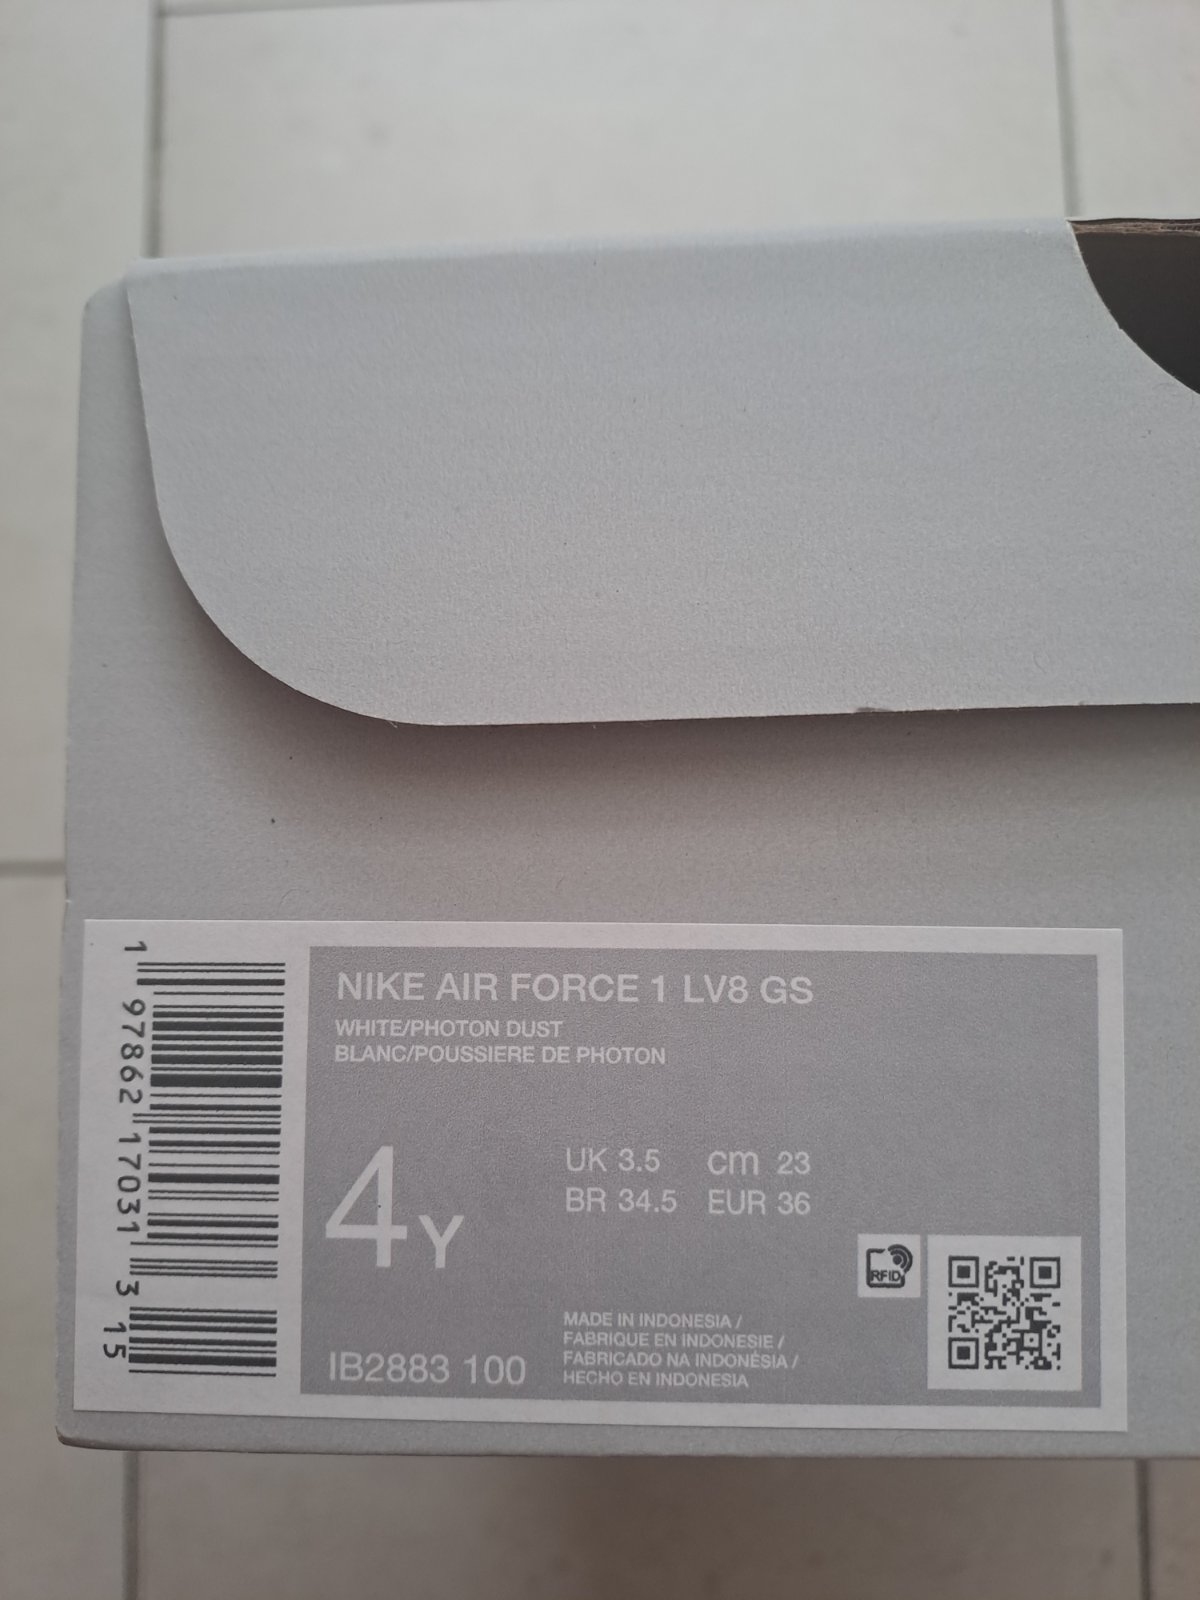 NIKE AIR FORCE 1 LV8 GS
WHITE/PHOTON DUST
BLANC/POUSSIERE DE PHOTON
4Y
UK 3.5 cm 23
BR 34.5 EUR 36
RFID
MADE IN INDONESIA /
FABRIQUE EN INDONESIE /
FABRICADO NA INDONÉSIA /
HECHO EN INDONESIA
IB2883 100
1 97862 17031 3 15